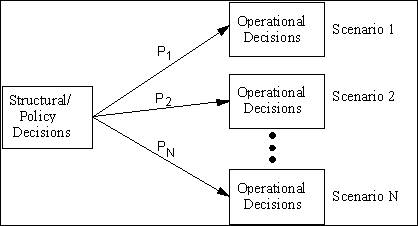 Operational
Decisions
Scenario 1
P1
Structural/
Policy
Decisions
P2
Operational
Decisions
Scenario 2
PN
Operational
Decisions
Scenario N